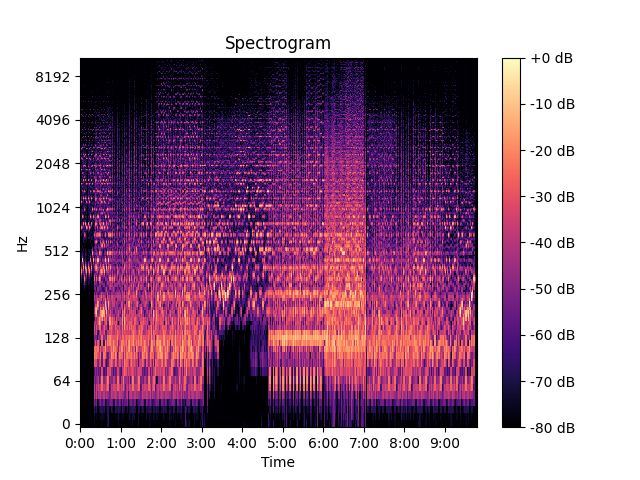 Spectrogram
Hz
8192
4096
2048
1024
512
256
128
64
0
0:00 1:00 2:00 3:00 4:00 5:00 6:00 7:00 8:00 9:00
Time
+0 dB
-10 dB
-20 dB
-30 dB
-40 dB
-50 dB
-60 dB
-70 dB
-80 dB